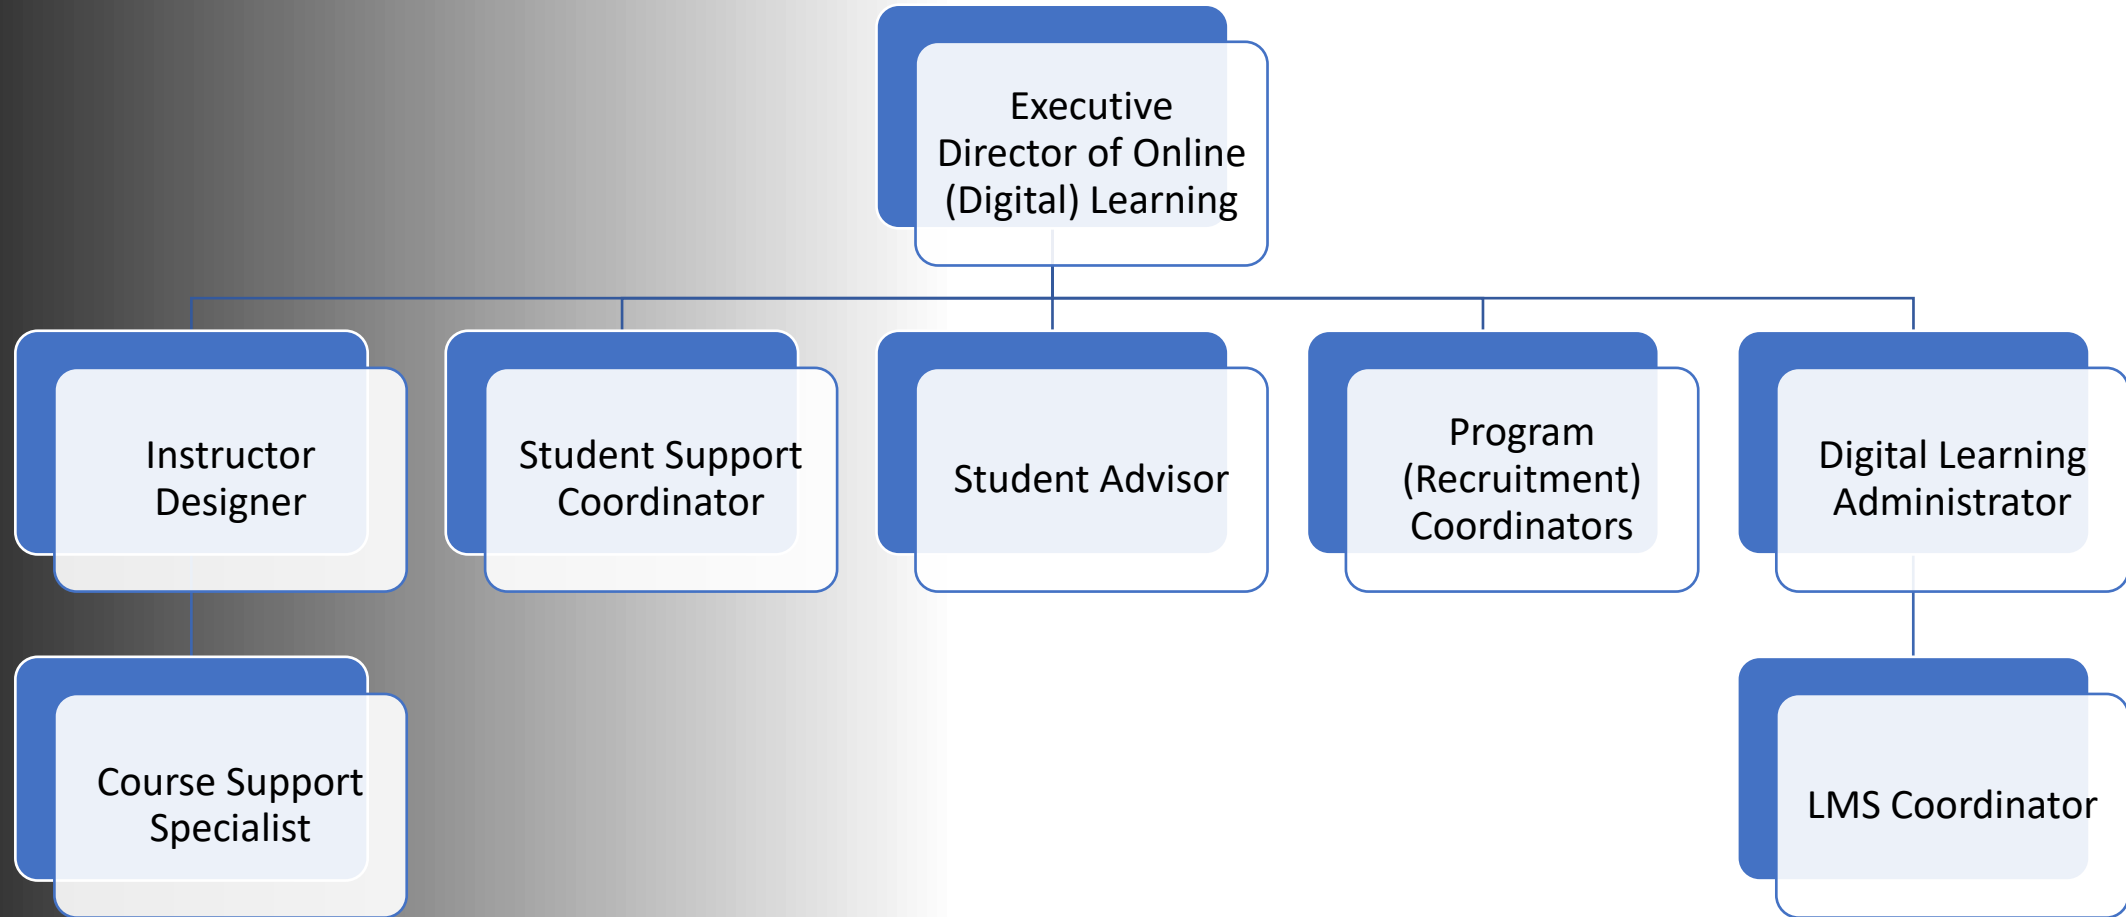 Executive
Director of Online
(Digital) Learning
Instructor
Designer
Student Support
Coordinator
Student Advisor
Program
(Recruitment)
Coordinators
Digital Learning
Administrator
Course Support
Specialist
LMS Coordinator